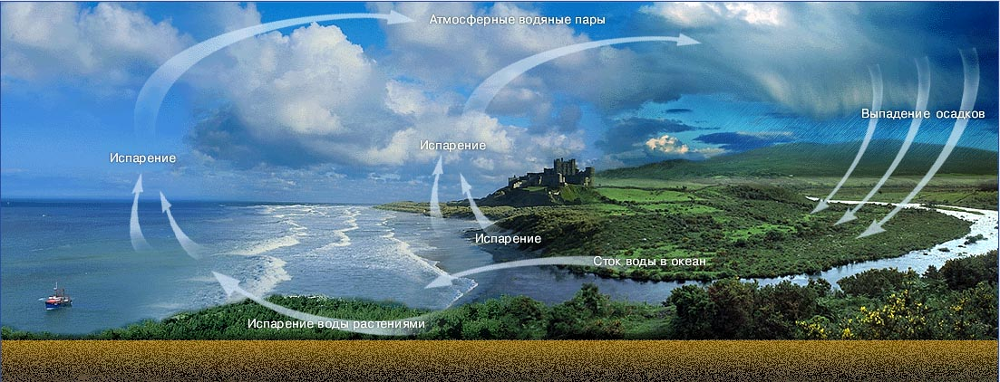 Атмосферные водяные пары
Выпадение осадков
Испарение
Испарение
Испарение
Сток воды в океан
Испарение воды растениями